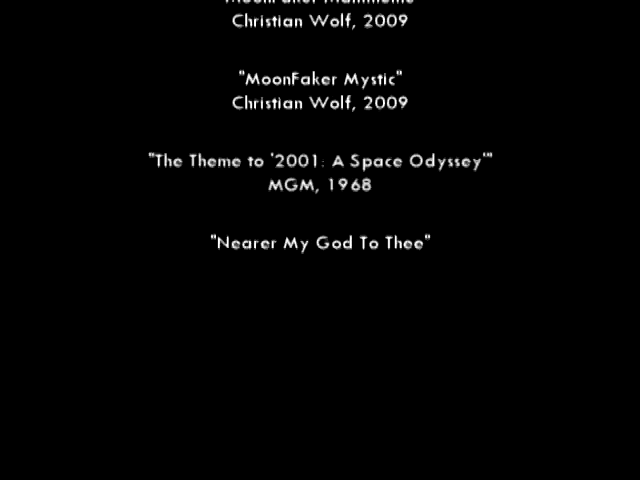 Christian Wolf, 2009
"MoonFaker Mystic"
Christian Wolf, 2009
"The Theme to '2001: A Space Odyssey'"
MGM, 1968
"Nearer My God To Thee"